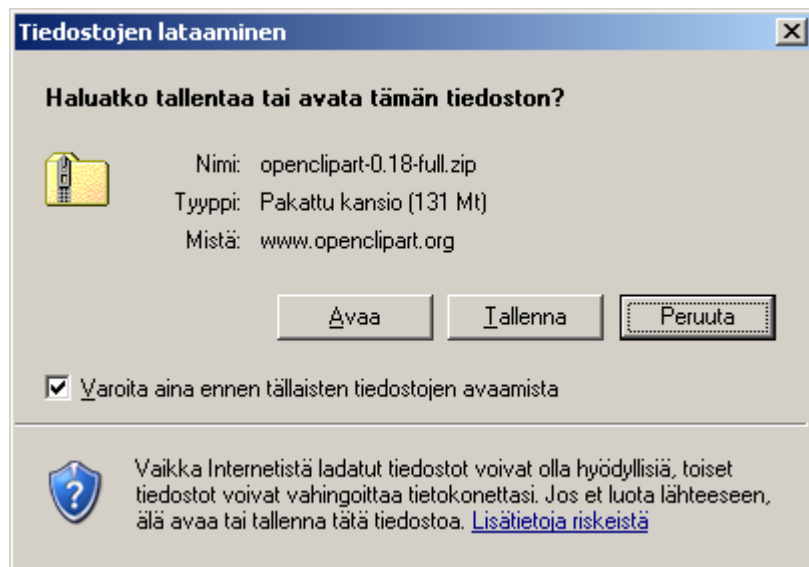 Tiedostojen lataaminen
Haluatko tallentaa tai avata tämän tiedoston?
Nimi: openclipart-0.18-full.zip
Tyyppi: Pakattu kansio (131 Mt)
Mistä: www.openclipart.org
Avaa Tallenna Peruuta
Varoita aina ennen tällaisten tiedostojen avaamista
Vaikka Internetistä ladatut tiedostot voivat olla hyödyllisiä, toiset
tiedostot voivat vahingoittaa tietokonettasi. Jos et luota lähteeseen,
älä avaa tai tallenna tätä tiedostoa. Lisätietoja riskeistä